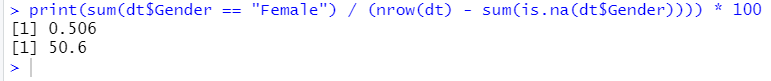 > print(sum(dt$Gender == "Female") / (nrow(dt) - sum(is.na(dt$Gender)))) * 100
[1] 0.506
[1] 50.6
>